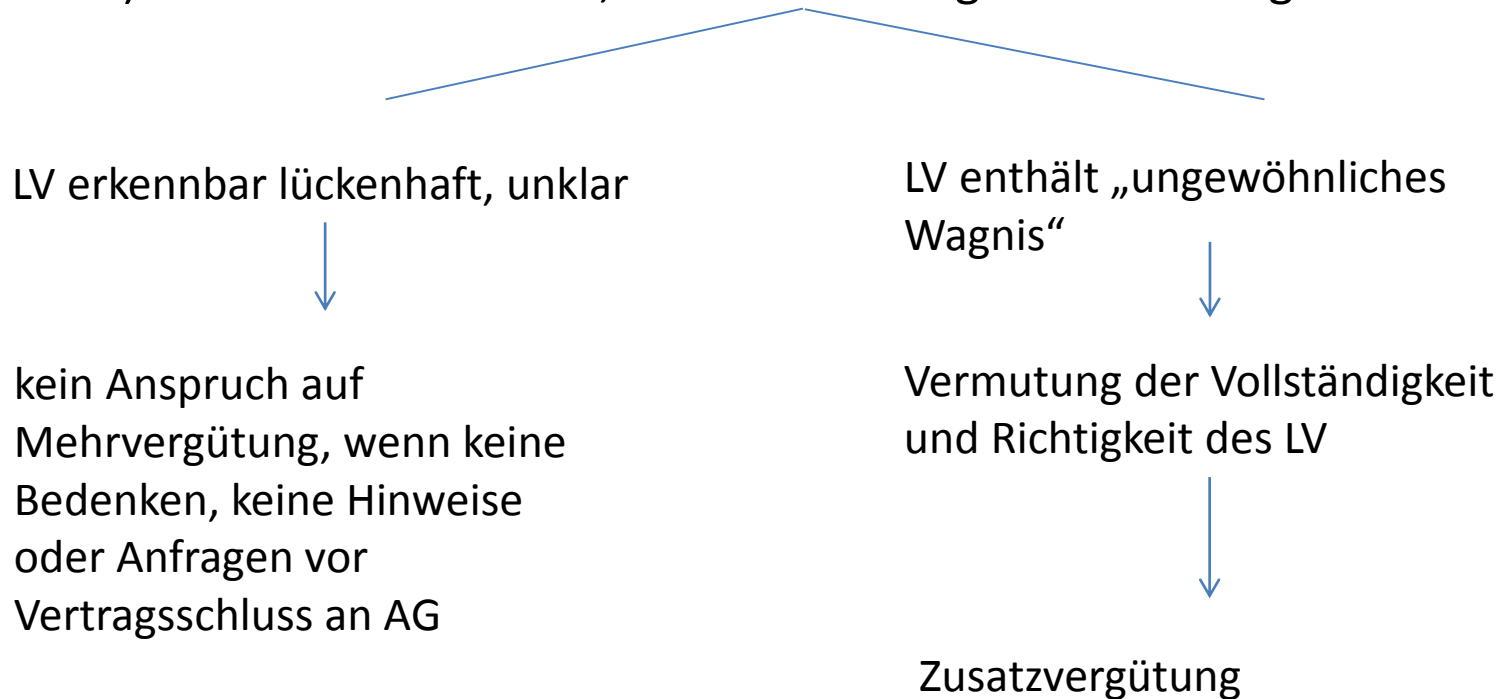 LV erkennbar lückenhaft, unklar
kein Anspruch auf
Mehrvergütung, wenn keine
Bedenken, keine Hinweise
oder Anfragen vor
Vertragsschluss an AG
LV enthält „ungewöhnliches
Wagnis“
Vermutung der Vollständigkeit
und Richtigkeit des LV
Zusatzvergütung